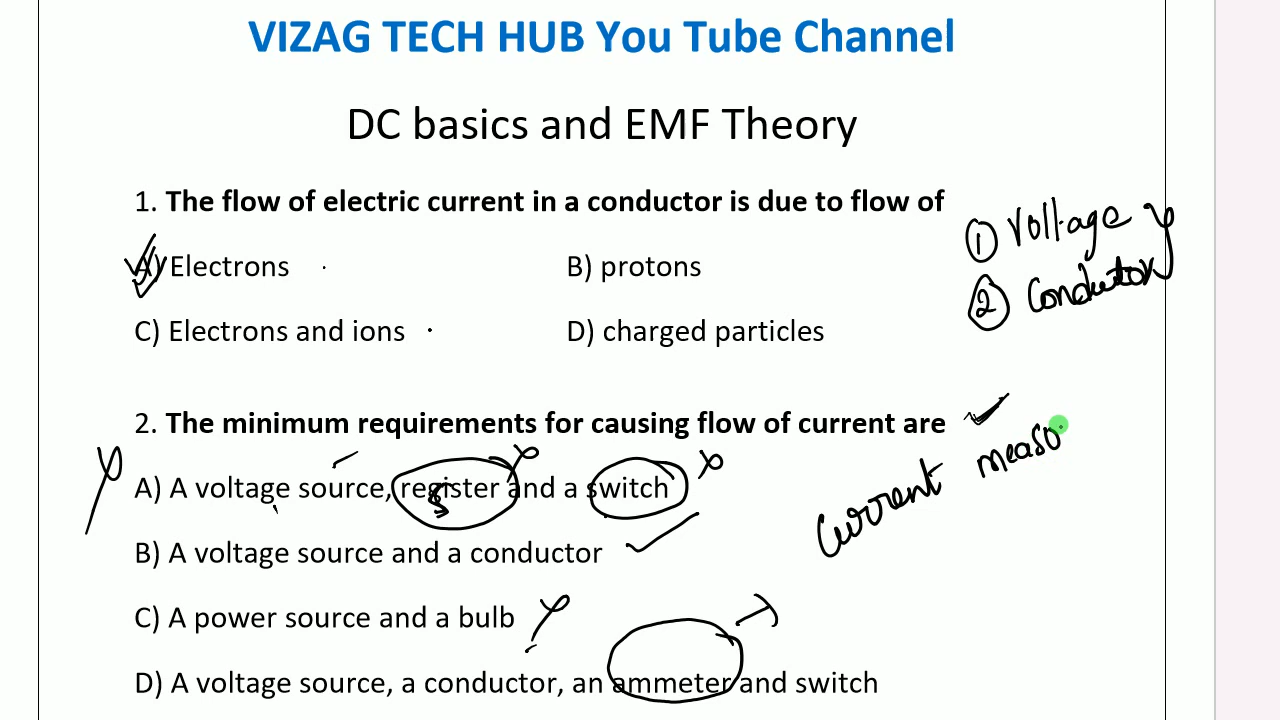 VIZAG TECH HUB You Tube Channel
DC basics and EMF Theory
1. The flow of electric current in a conductor is due to flow of
A) Electrons B) protons
C) Electrons and ions D) charged particles
① Voltage
② Conductor
2. The minimum requirements for causing flow of current are
A) A voltage source, register and a switch
S
B) A voltage source and a conductor
C) A power source and a bulb
D) A voltage source, a conductor, an ammeter and switch
Current measo